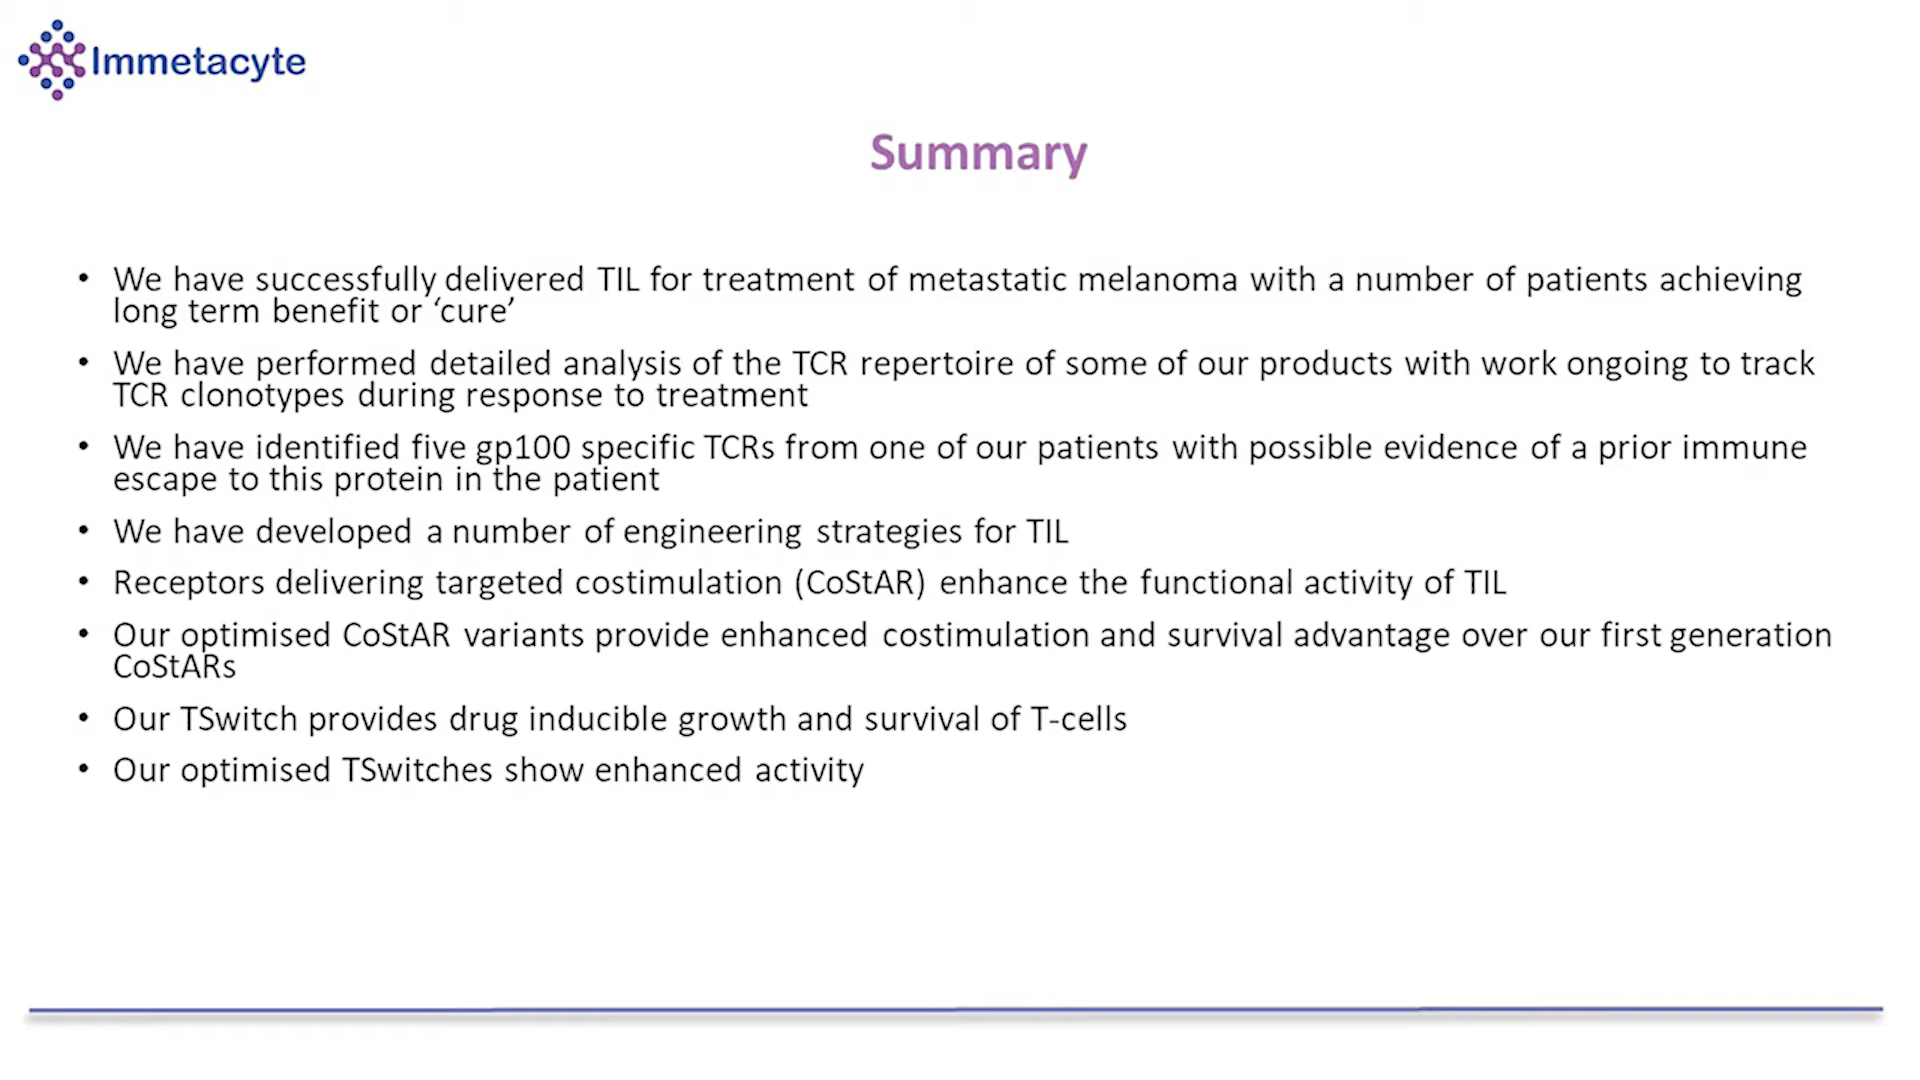 Immetacyte
Summary
• We have successfully delivered TIL for treatment of metastatic melanoma with a number of patients achieving
long term benefit or ‘cure’
• We have performed detailed analysis of the TCR repertoire of some of our products with work ongoing to track
TCR clonotypes during response to treatment
• We have identified five gp100 specific TCRs from one of our patients with possible evidence of a prior immune
escape to this protein in the patient
• We have developed a number of engineering strategies for TIL
• Receptors delivering targeted costimulation (CoStAR) enhance the functional activity of TIL
• Our optimised CoStAR variants provide enhanced costimulation and survival advantage over our first generation
CoStARs
• Our TSwitch provides drug inducible growth and survival of T-cells
• Our optimised TSwitches show enhanced activity